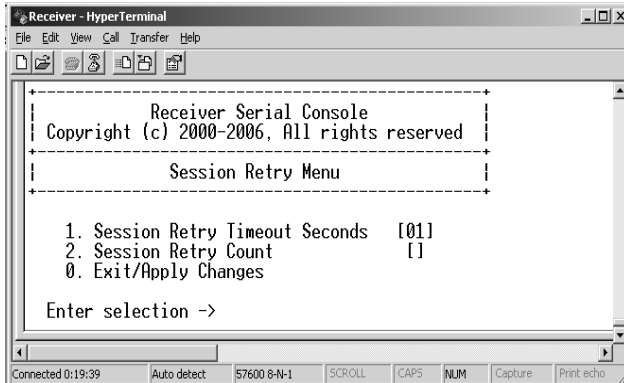 Receiver - HyperTerminal
File Edit View Call Transfer Help
Receiver Serial Console
Copyright (c) 2000-2006, All rights reserved
Session Retry Menu
1. Session Retry Timeout Seconds [01]
2. Session Retry Count []
0. Exit/Apply Changes
Enter selection ->
Connected 0:19:39 Auto detect 57600 8-N-1 SCROLL CAPS NUM Capture Print echo